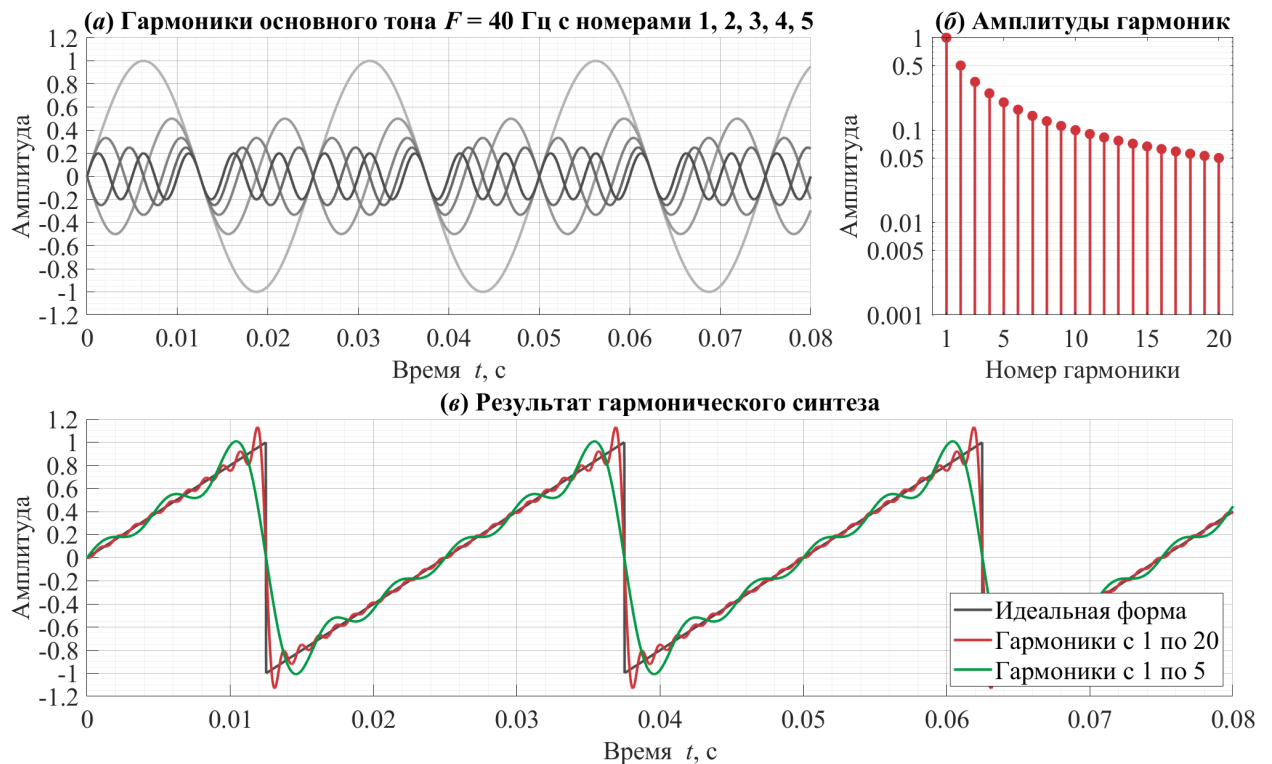 (а) Гармоники основного тона F = 40 Гц с номерами 1, 2, 3, 4, 5
1.2
1
0.8
0.6
0.4
0.2
0
-0.2
-0.4
-0.6
-0.8
-1
-1.2
Амплитуда
0 0.01 0.02 0.03 0.04 0.05 0.06 0.07 0.08
Время t, с
(б) Амплитуды гармоник
1
0.5
0.1
0.05
0.01
0.005
0.001
Амплитуда
1 5 10 15 20
Номер гармоники
(в) Результат гармонического синтеза
1.2
1
0.8
0.6
0.4
0.2
0
-0.2
-0.4
-0.6
-0.8
-1
-1.2
Амплитуда
Идеальная форма
Гармоники с 1 по 20
Гармоники с 1 по 5
0 0.01 0.02 0.03 0.04 0.05 0.06 0.07 0.08
Время t, с